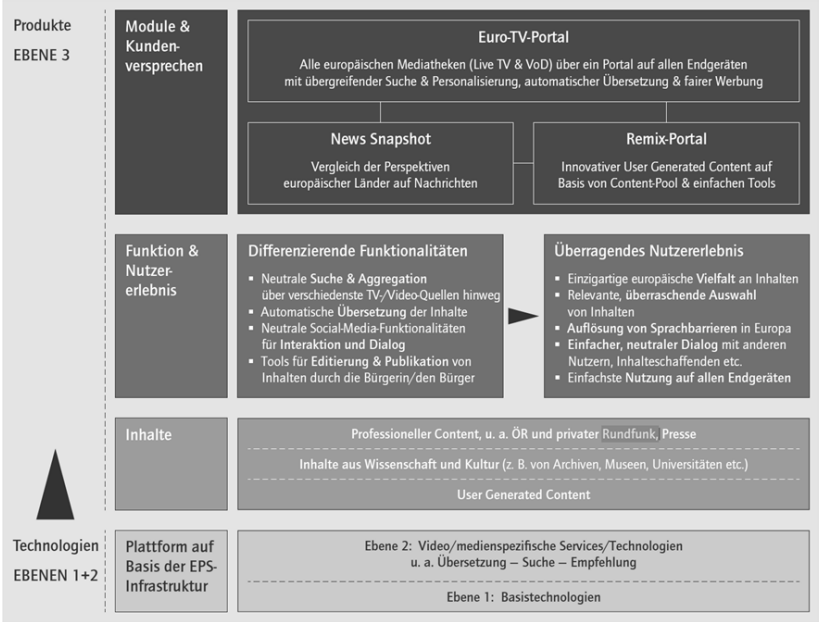 Produkte
EBENE 3
Module &
Kunden-
versprechen
Euro-TV-Portal
Alle europäischen Mediatheken (Live TV & VoD) über ein Portal auf allen Endgeräten
mit übergreifender Suche & Personalisierung, automatischer Übersetzung & fairer Werbung
News Snapshot
Vergleich der Perspektiven
europäischer Länder auf Nachrichten
Remix-Portal
Innovativer User Generated Content auf
Basis von Content-Pool & einfachen Tools
Funktion &
Nutzer-
erlebnis
Differenzierende Funktionalitäten
▪ Neutrale Suche & Aggregation
über verschiedenste TV-/Video-Quellen hinweg
▪ Automatische Übersetzung der Inhalte
▪ Neutrale Social-Media-Funktionalitäten
für Interaktion und Dialog
▪ Tools für Editierung & Publikation von
Inhalten durch die Bürgerin/den Bürger
Überragendes Nutzererlebnis
▪ Einzigartige europäische Vielfalt an Inhalten
▪ Relevante, überraschende Auswahl
von Inhalten
▪ Auflösung von Sprachbarrieren in Europa
▪ Einfacher, neutraler Dialog mit anderen
Nutzern, Inhalteschaffenden etc.
▪ Einfachste Nutzung auf allen Endgeräten
Inhalte
Professioneller Content, u. a. ÖR und privater Rundfunk, Presse
Inhalte aus Wissenschaft und Kultur (z. B. von Archiven, Museen, Universitäten etc.)
User Generated Content
Technologien
EBENEN 1+2
Plattform auf
Basis der EPS-
Infrastruktur
Ebene 2: Video/medienspezifische Services/Technologien
u. a. Übersetzung – Suche – Empfehlung
Ebene 1: Basistechnologien